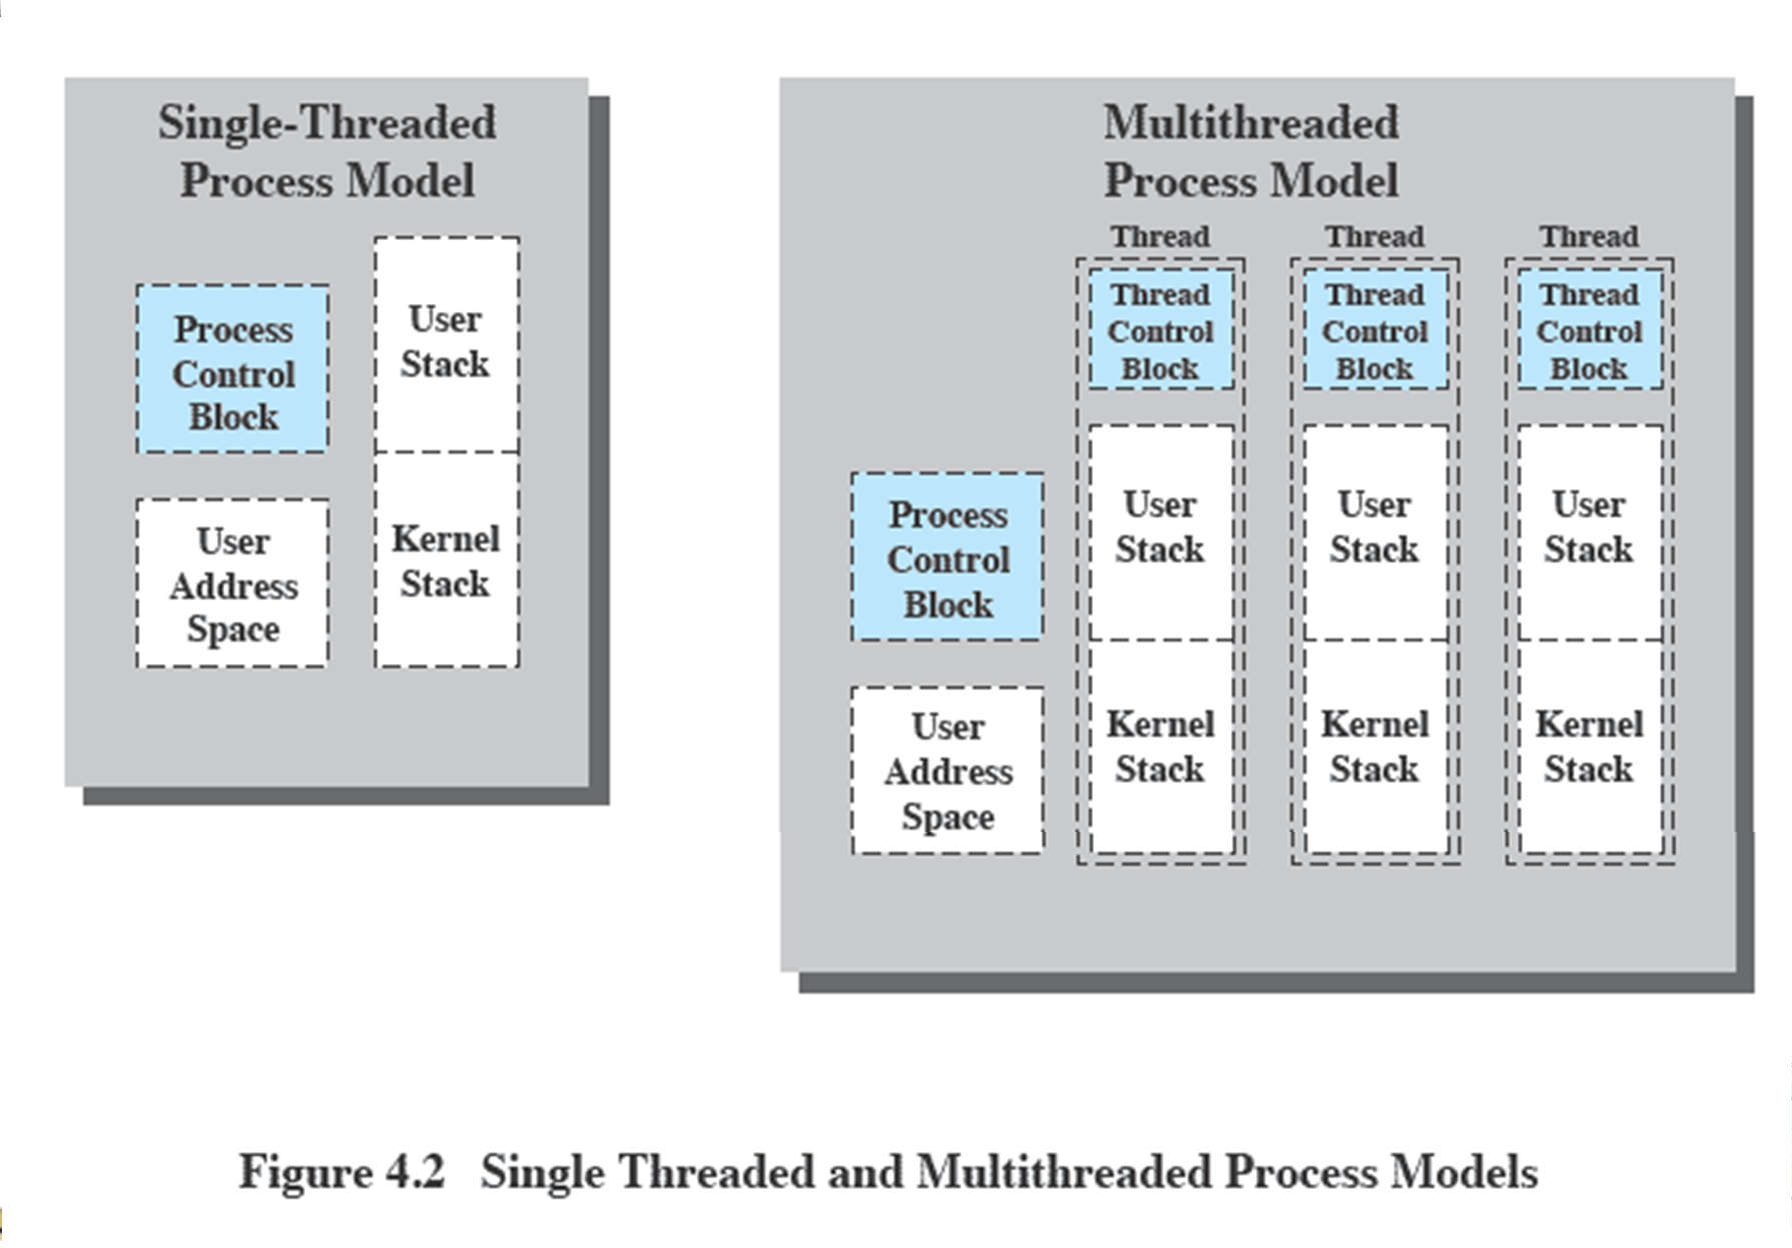 Single-Threaded
Process Model
Process
Control
Block
User
Stack
User
Address
Space
Kernel
Stack
Multithreaded
Process Model
Thread
Thread
Thread
Thread
Control
Block
Thread
Control
Block
Thread
Control
Block
Process
Control
Block
User
Stack
User
Stack
User
Stack
User
Address
Space
Kernel
Stack
Kernel
Stack
Kernel
Stack
Figure 4.2 Single Threaded and Multithreaded Process Models